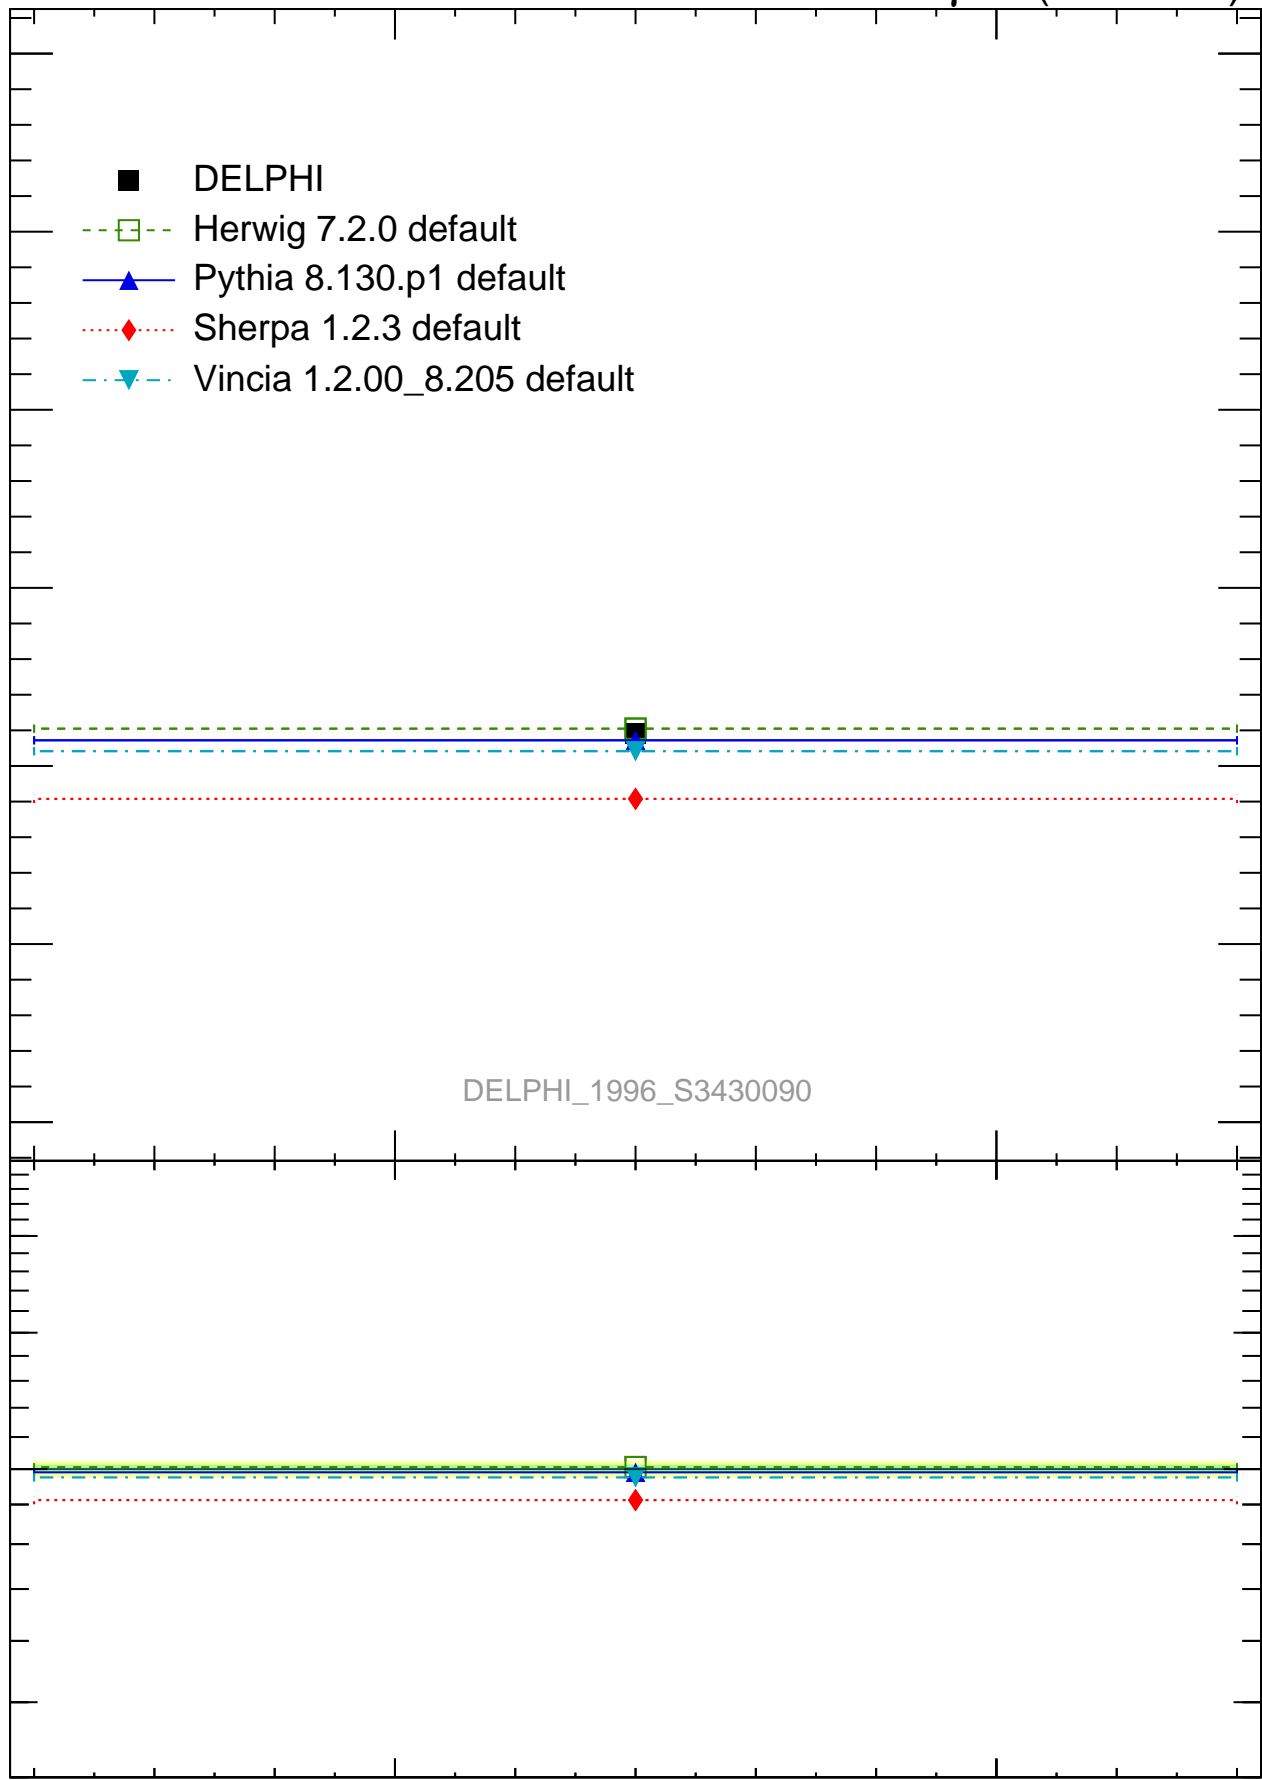 DELPHI
Herwig 7.2.0 default
Pythia 8.130.p1 default
Sherpa 1.2.3 default
Vincia 1.2.00_8.205 default
DELPHI_1996_S3430090